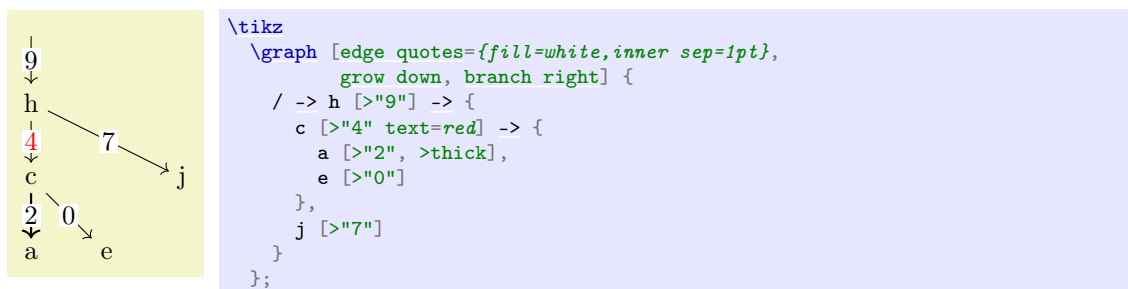 9
h
4
7
c
j
2
0
a
e
\tikz
  \graph [edge quotes={fill=white,inner sep=1pt},
          grow down, branch right] {
    / -> h [>"9"] -> {
      c [>"4" text=red] -> {
        a [>"2", >thick],
        e [>"0"]
      },
      j [>"7"]
    }
  };